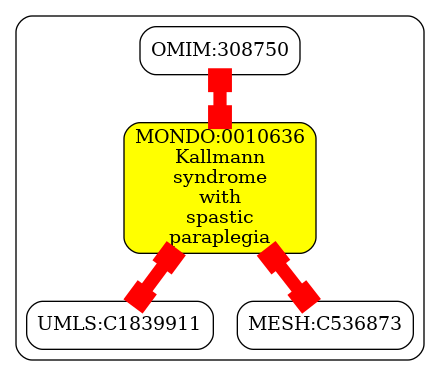 OMIM:308750
MONDO:0010636
Kallmann
syndrome
with
spastic
paraplegia
UMLS:C1839911
MESH:C536873